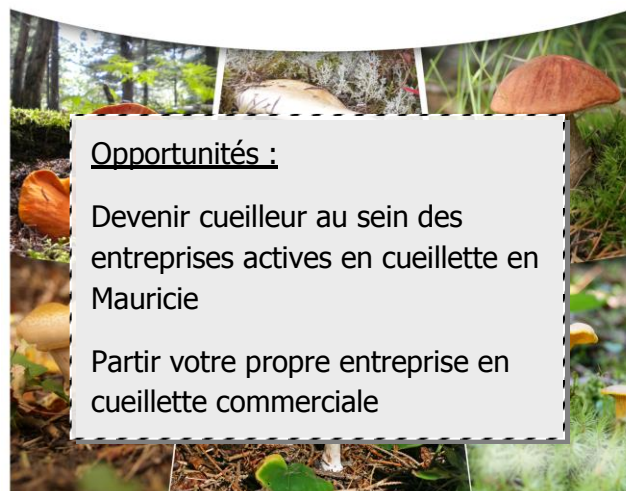 Opportunités :
Devenir cueilleur au sein des
entreprises actives en cueillette en
Mauricie
Partir votre propre entreprise en
cueillette commerciale